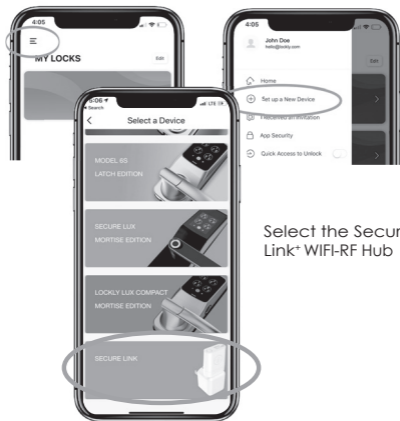 4:05
MY LOCKS
Edit
4:05
John Doe
hello@lockly.com
Edit
Home
Set up a New Device
I Received an Invitation
App Security
Quick Access to Unlock
5:06
Search
LTE
Select a Device
MODEL 6S
LATCH EDITION
SECURE LUX
MORTISE EDITION
LOCKLY LUX COMPACT
MORTISE EDITION
SECURE LINK
Select the Secur
Link+ WIFI-RF Hub